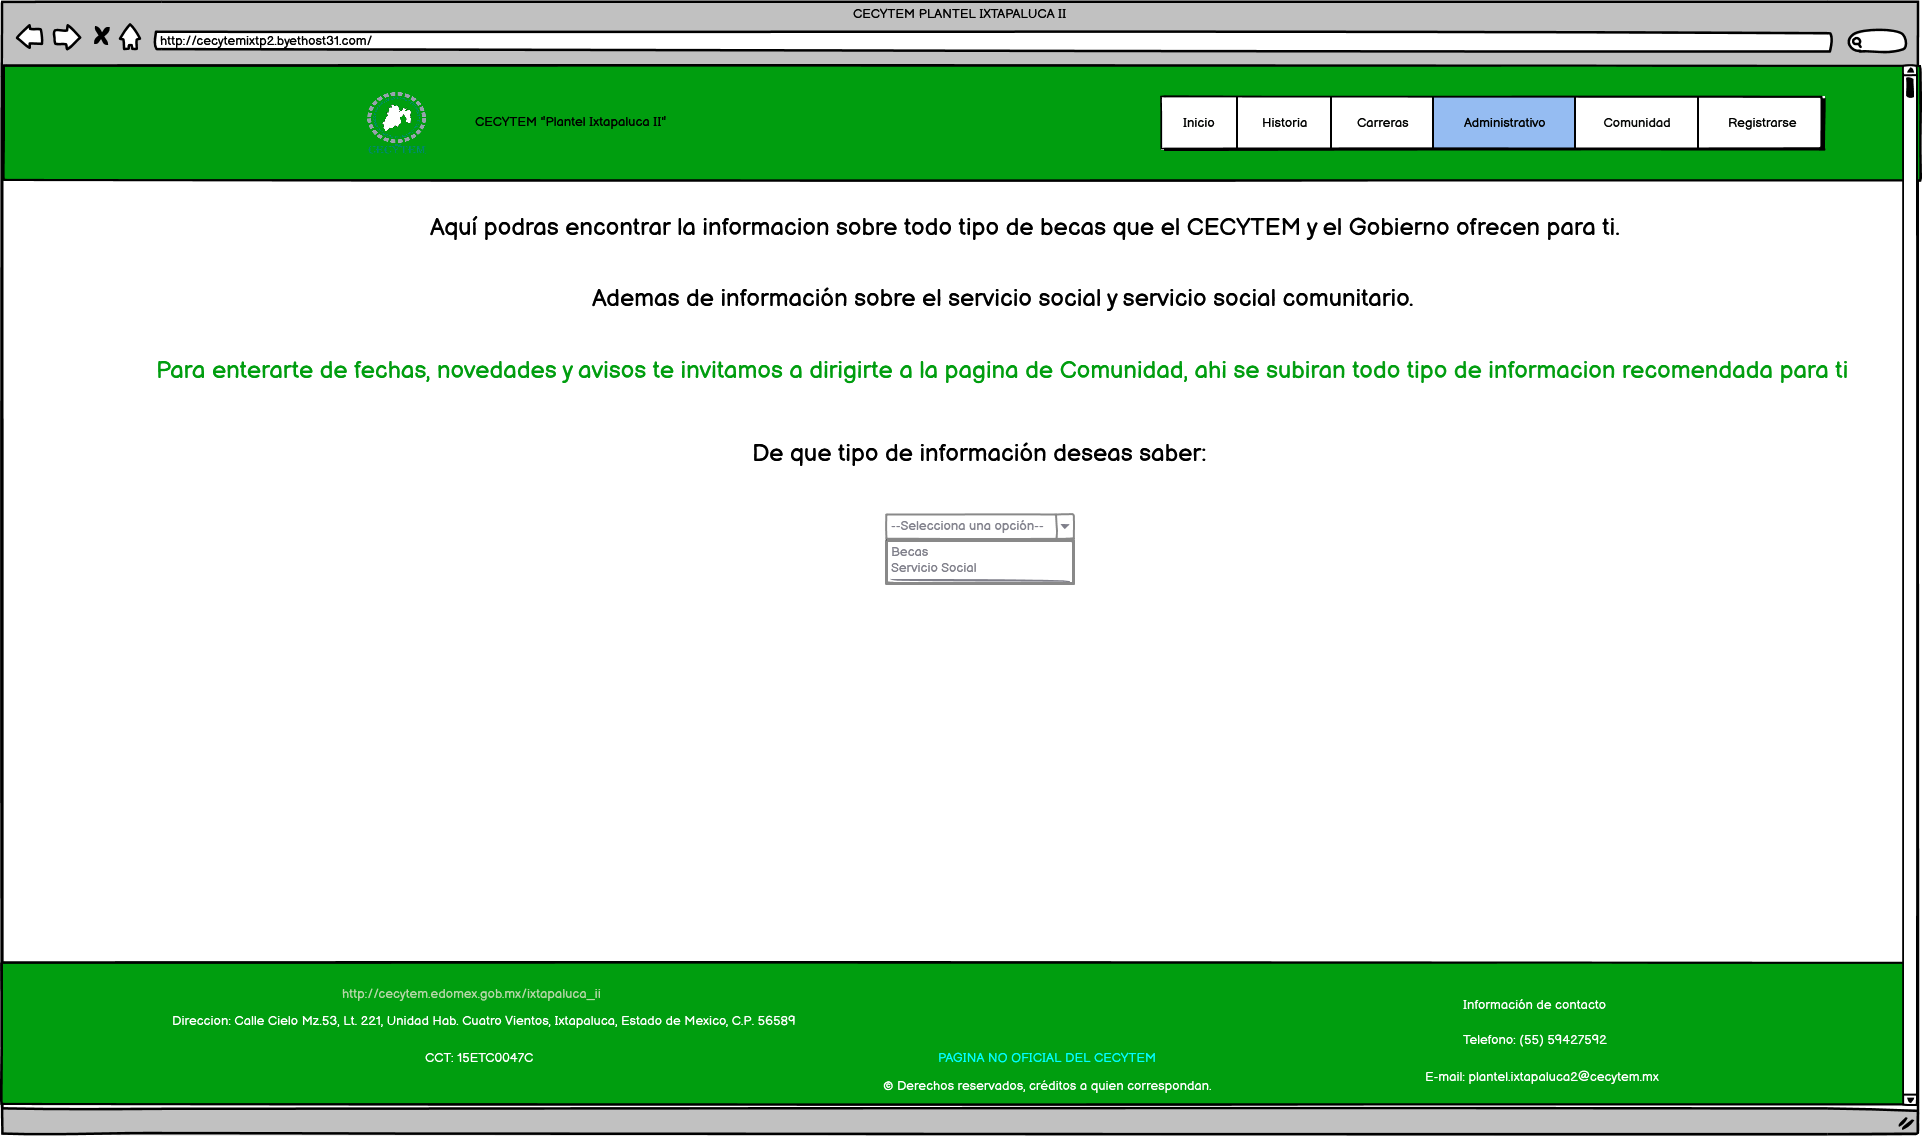 CECYTEM PLANTEL IXTAPALUCA II
http://cecytemixtp2.byethost31.com/
CECYTEM "Plantel Ixtapaluca II"
Inicio
Historia
Carreras
Administrativo
Comunidad
Registrarse
Aquí podras encontrar la informacion sobre todo tipo de becas que el CECYTEM y el Gobierno ofrecen para ti.
Ademas de información sobre el servicio social y servicio social comunitario.
Para enterarte de fechas, novedades y avisos te invitamos a dirigirte a la pagina de Comunidad, ahi se subiran todo tipo de informacion recomendada para ti
De que tipo de información deseas saber:
--Selecciona una opción--
Becas
Servicio Social
http://cecytem.edomex.gob.mx/ixtapaluca_ii
Direccion: Calle Cielo Mz.53, Lt. 221, Unidad Hab. Cuatro Vientos, Ixtapaluca, Estado de Mexico, C.P. 56589
CCT: 15ETC0047C
PAGINA NO OFICIAL DEL CECYTEM
© Derechos reservados, créditos a quien correspondan.
Información de contacto
Telefono: (55) 59427592
E-mail: plantel.ixtapaluca2@cecytem.mx